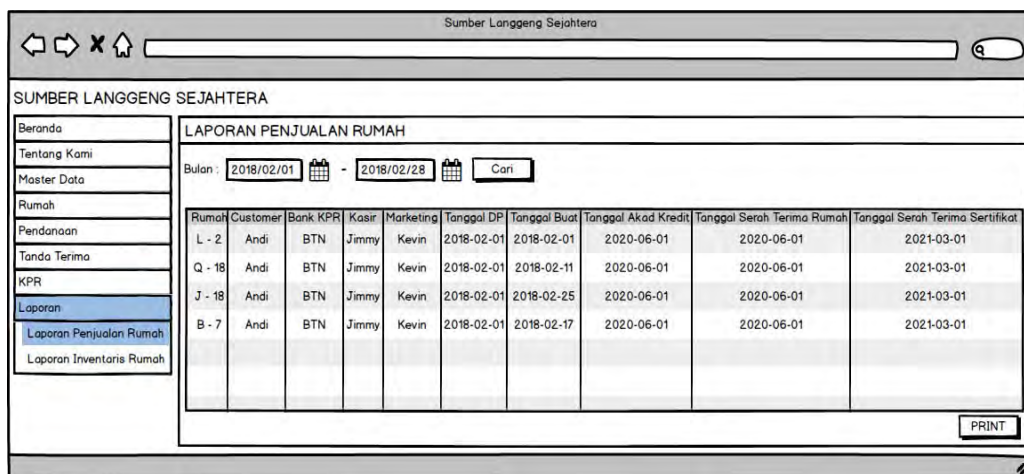 Sumber Langgeng Sejahtera
SUMBER LANGGENG SEJAHTERA
Beranda
Tentang Kami
Master Data
Rumah
Pendanaan
Tanda Terima
KPR
Laporan
Laporan Penjualan Rumah
Laporan Inventaris Rumah
LAPORAN PENJUALAN RUMAH
Bulan : 2018/02/01 - 2018/02/28 Cari
Rumah Customer Bank KPR Kasir Marketing Tanggal DP Tanggal Buat Tanggal Akad Kredit Tanggal Serah Terima Rumah Tanggal Serah Terima Sertifikat
L - 2 Andi BTN Jimmy Kevin 2018-02-01 2018-02-01 2020-06-01 2020-06-01 2021-03-01
Q - 18 Andi BTN Jimmy Kevin 2018-02-01 2018-02-11 2020-06-01 2020-06-01 2021-03-01
J - 18 Andi BTN Jimmy Kevin 2018-02-01 2018-02-25 2020-06-01 2020-06-01 2021-03-01
B - 7 Andi BTN Jimmy Kevin 2018-02-01 2018-02-17 2020-06-01 2020-06-01 2021-03-01
PRINT